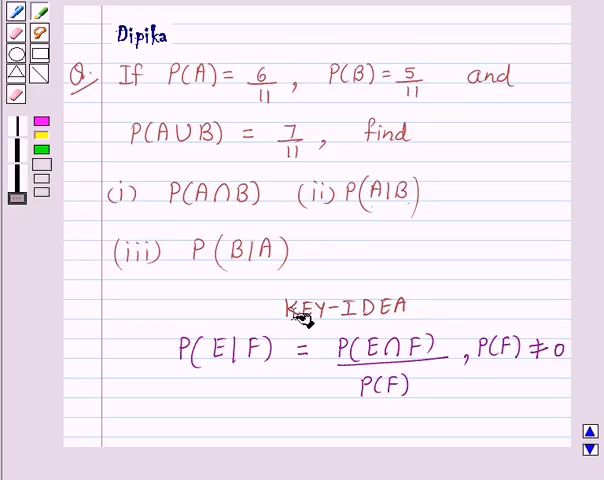 Dipika
Q. If P(A) = 6/11 , P(B) = 5/11 and
P(A∪B) = 7/11 , find
(i) P(A∩B) (ii) P(A|B)
(iii) P(B|A)
KEY-IDEA
P(E|F) = P(E∩F)/P(F) , P(F) ≠ 0